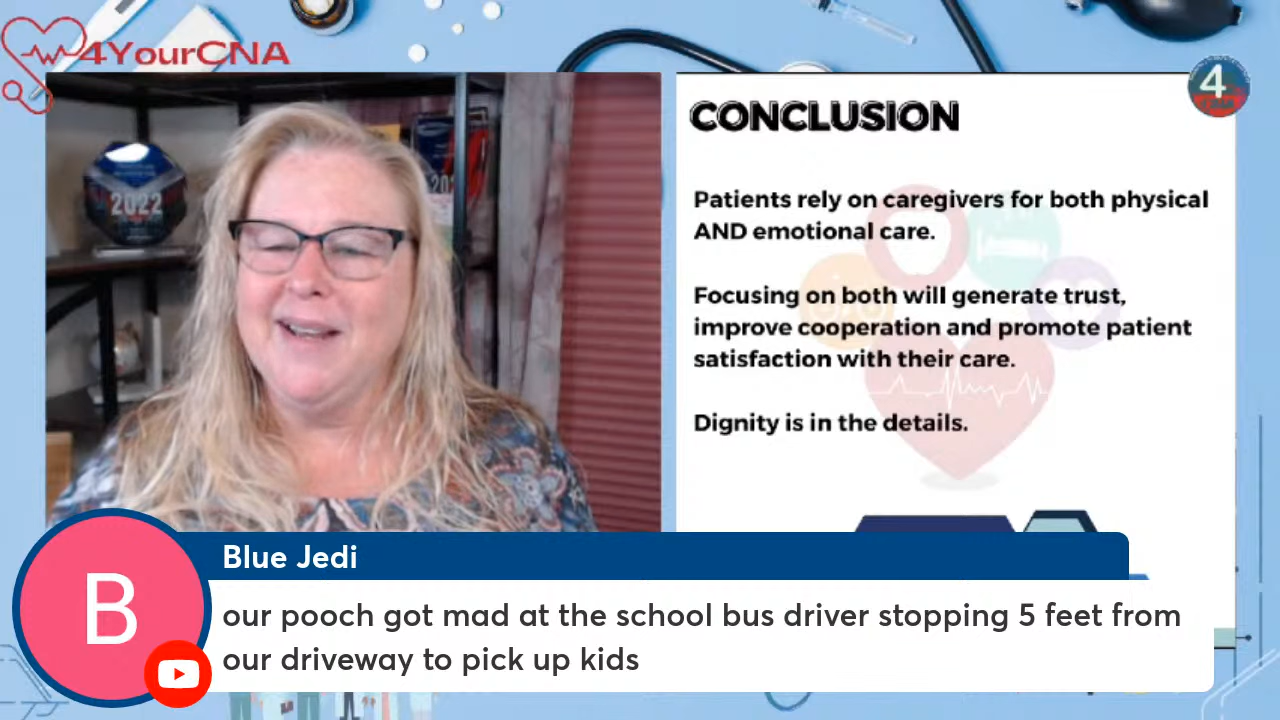 4YourCNA
2022
202
4
CONCLUSION
Patients rely on caregivers for both physical
AND emotional care.
Focusing on both will generate trust,
improve cooperation and promote patient
satisfaction with their care.
Dignity is in the details.
B
Blue Jedi
our pooch got mad at the school bus driver stopping 5 feet from
our driveway to pick up kids